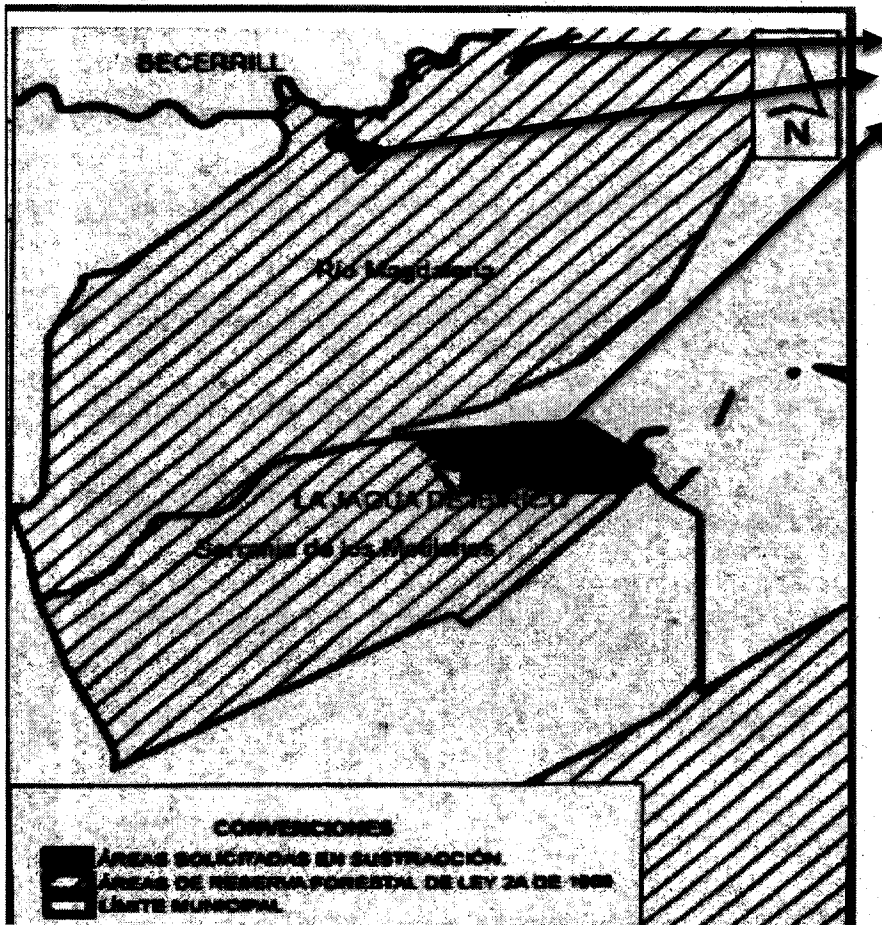 BECERRILL
N
Río Magdalena
LA JAGUA DE IBIRICO
Serranía de los Motilones
CONVENCIONES
ÁREAS SOLICITADAS EN SUSTRACCIÓN.
ÁREAS DE RESERVA FORESTAL DE LEY 2A DE 1959
LÍMITE MUNICIPAL